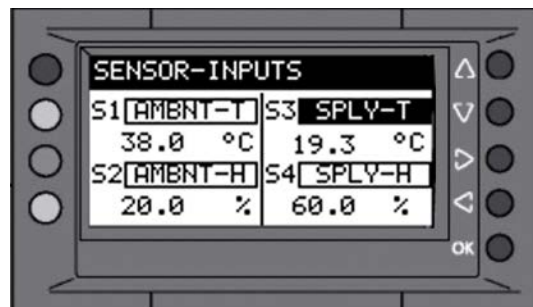 SENSOR-INPUTS
S1 AMBNT-T S3 SPLY-T
38.0 °C 19.3 °C
S2 AMBNT-H S4 SPLY-H
20.0 % 60.0 %
OK